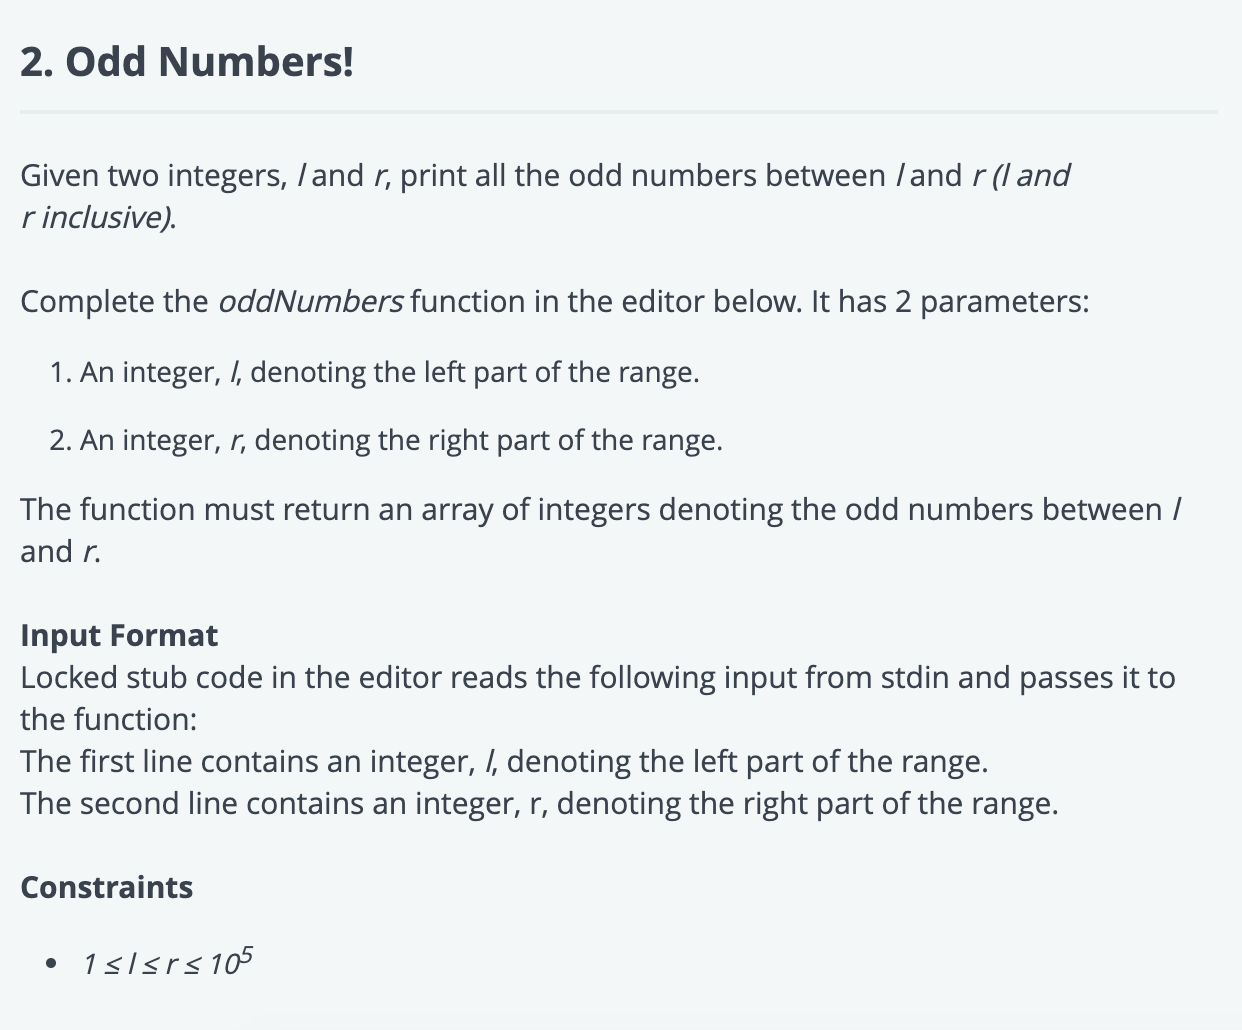 2. Odd Numbers!
Given two integers, l and r, print all the odd numbers between l and r (l and
r inclusive).
Complete the oddNumbers function in the editor below. It has 2 parameters:
1. An integer, l, denoting the left part of the range.
2. An integer, r, denoting the right part of the range.
The function must return an array of integers denoting the odd numbers between l
and r.
Input Format
Locked stub code in the editor reads the following input from stdin and passes it to
the function:
The first line contains an integer, l, denoting the left part of the range.
The second line contains an integer, r, denoting the right part of the range.
Constraints
• 1 ≤ l ≤ r ≤ 10⁵